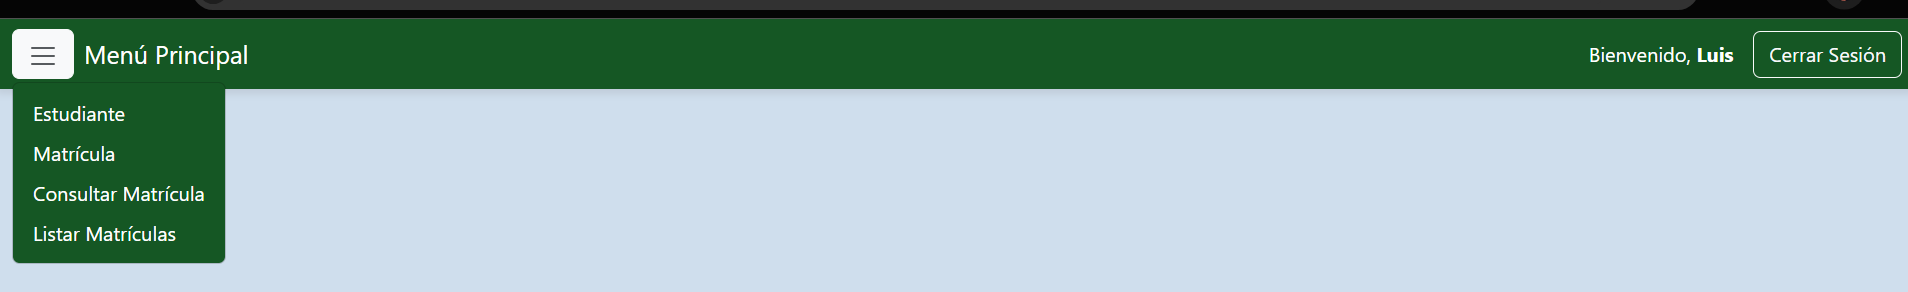 Menú Principal
Bienvenido, Luis
Cerrar Sesión
Estudiante
Matrícula
Consultar Matrícula
Listar Matrículas